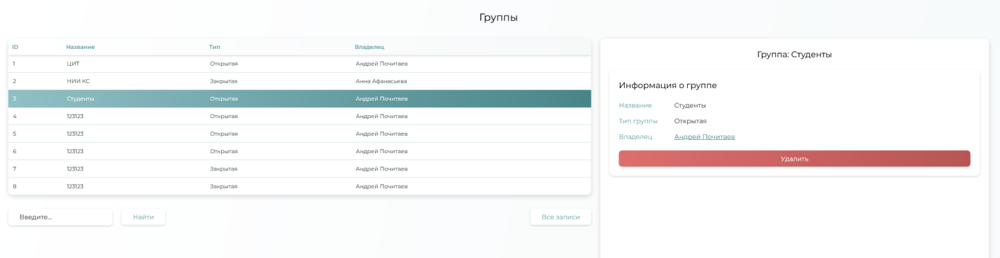 Группы
ID Название Тип Владелец
1 ЦИТ Открытая Андрей Почитаев
2 НИИ КС Закрытая Анна Афанасьева
3 Студенты Открытая Андрей Почитаев
4 123123 Открытая Андрей Почитаев
5 123123 Открытая Андрей Почитаев
6 123123 Открытая Андрей Почитаев
7 123123 Закрытая Андрей Почитаев
8 123123 Закрытая Андрей Почитаев
Введите... Найти Все записи
Группа: Студенты
Информация о группе
Название Студенты
Тип группы Открытая
Владелец Андрей Почитаев
Удалить